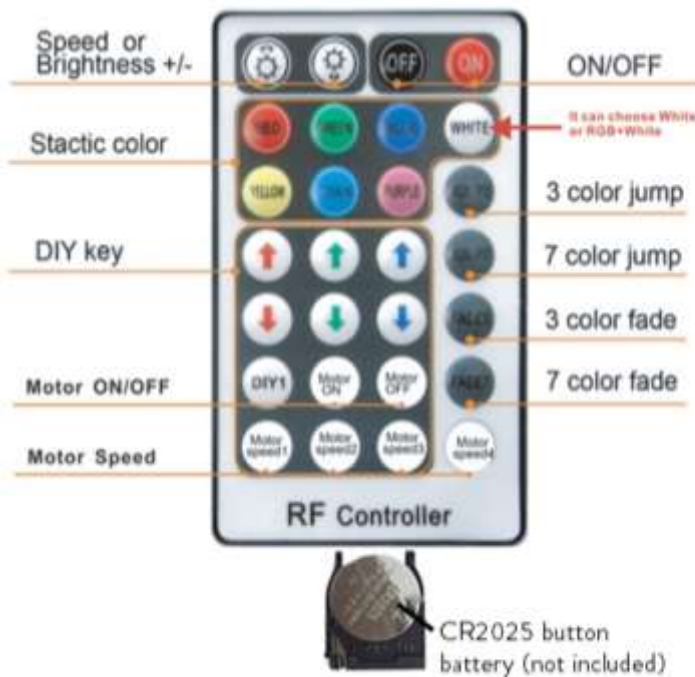 Speed or
Brightness +/-
OFF
ON
ON/OFF
WHITE
It can choose White
or RGB+White
Stactic color
YELLOW
PURPLE
3 color jump
DIY key
7 color jump
3 color fade
DIY1
Motor
ON
Motor
OFF
7 color fade
Motor ON/OFF
Motor
speed1
Motor
speed2
Motor
speed3
Motor
speed4
Motor Speed
RF Controller
CR2025 button
battery (not included)